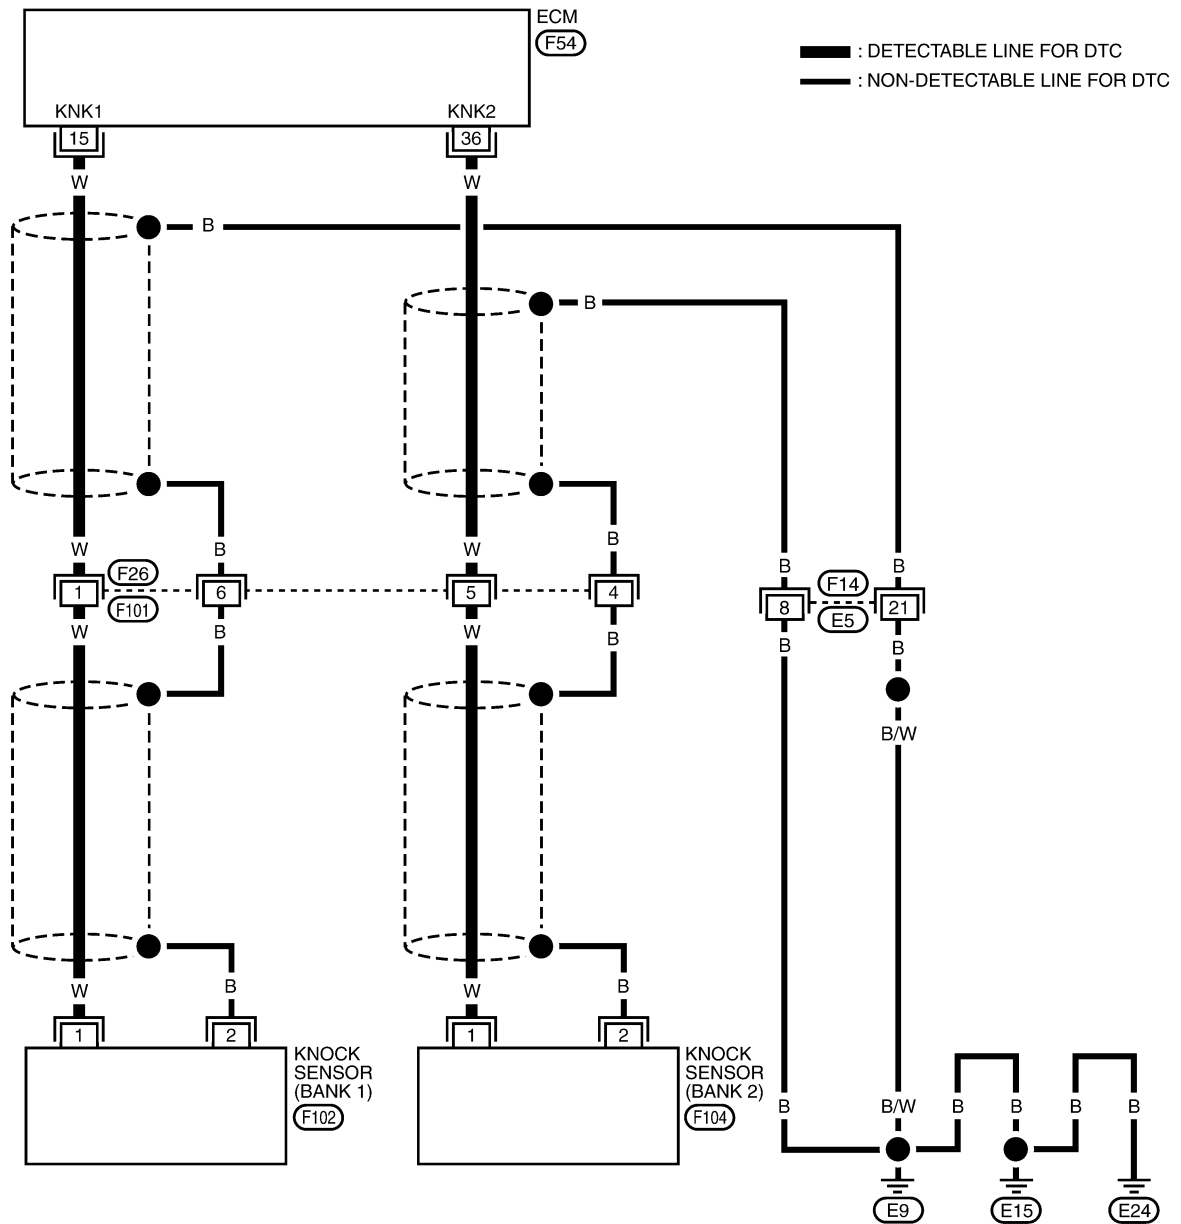 ECM
F54
: DETECTABLE LINE FOR DTC
: NON-DETECTABLE LINE FOR DTC
KNK1
KNK2
15
36
W
W
B
B
W
B
W
B
B
B
F26
F14
1
6
5
4
8
21
F101
E5
W
B
W
B
B
B
B/W
W
B
W
B
1
2
1
2
KNOCK
SENSOR
(BANK 1)
F102
KNOCK
SENSOR
(BANK 2)
F104
B
B/W
B
B
B
B
E9
E15
E24